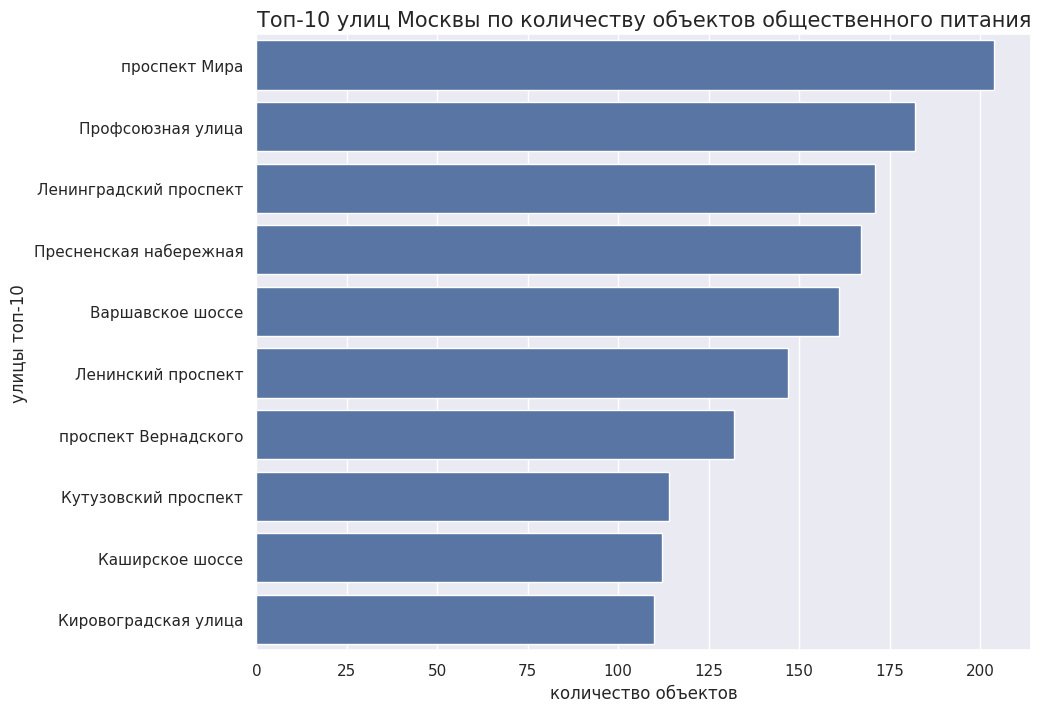 Топ-10 улиц Москвы по количеству объектов общественного питания
улицы топ-10
проспект Мира
Профсоюзная улица
Ленинградский проспект
Пресненская набережная
Варшавское шоссе
Ленинский проспект
проспект Вернадского
Кутузовский проспект
Каширское шоссе
Кировоградская улица
0 25 50 75 100 125 150 175 200
количество объектов